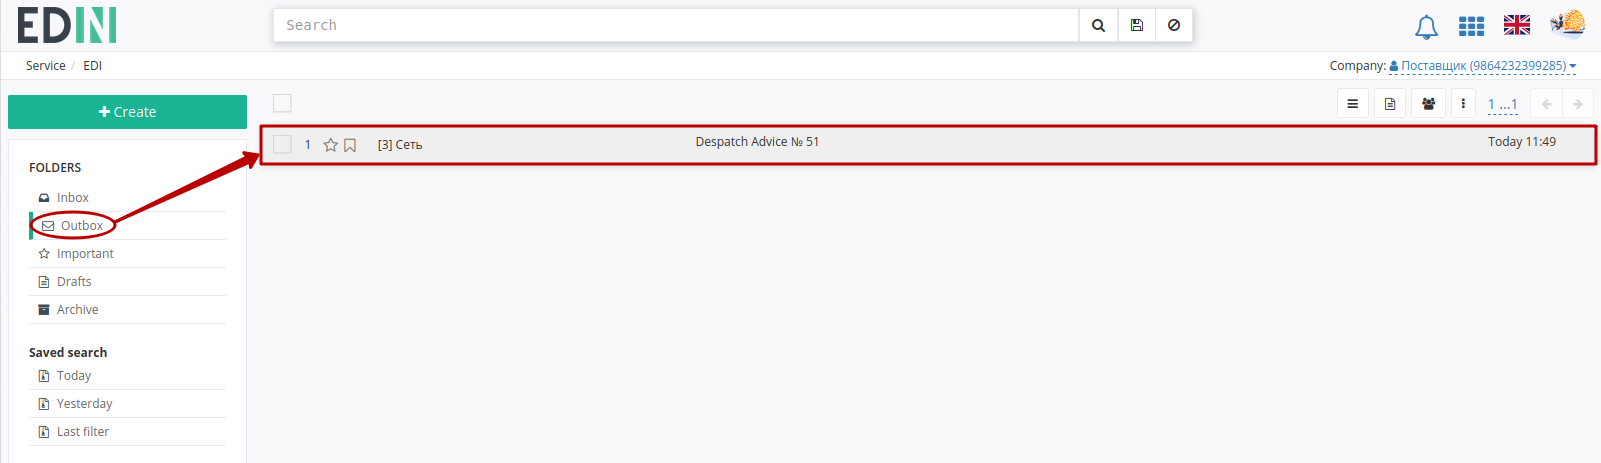 EDIN
Search
Service / EDI
Company: Поставщик (9864232399285)
+ Create
1 ...1
1 [3] Сеть Despatch Advice № 51 Today 11:49
FOLDERS
Inbox
Outbox
Important
Drafts
Archive
Saved search
Today
Yesterday
Last filter